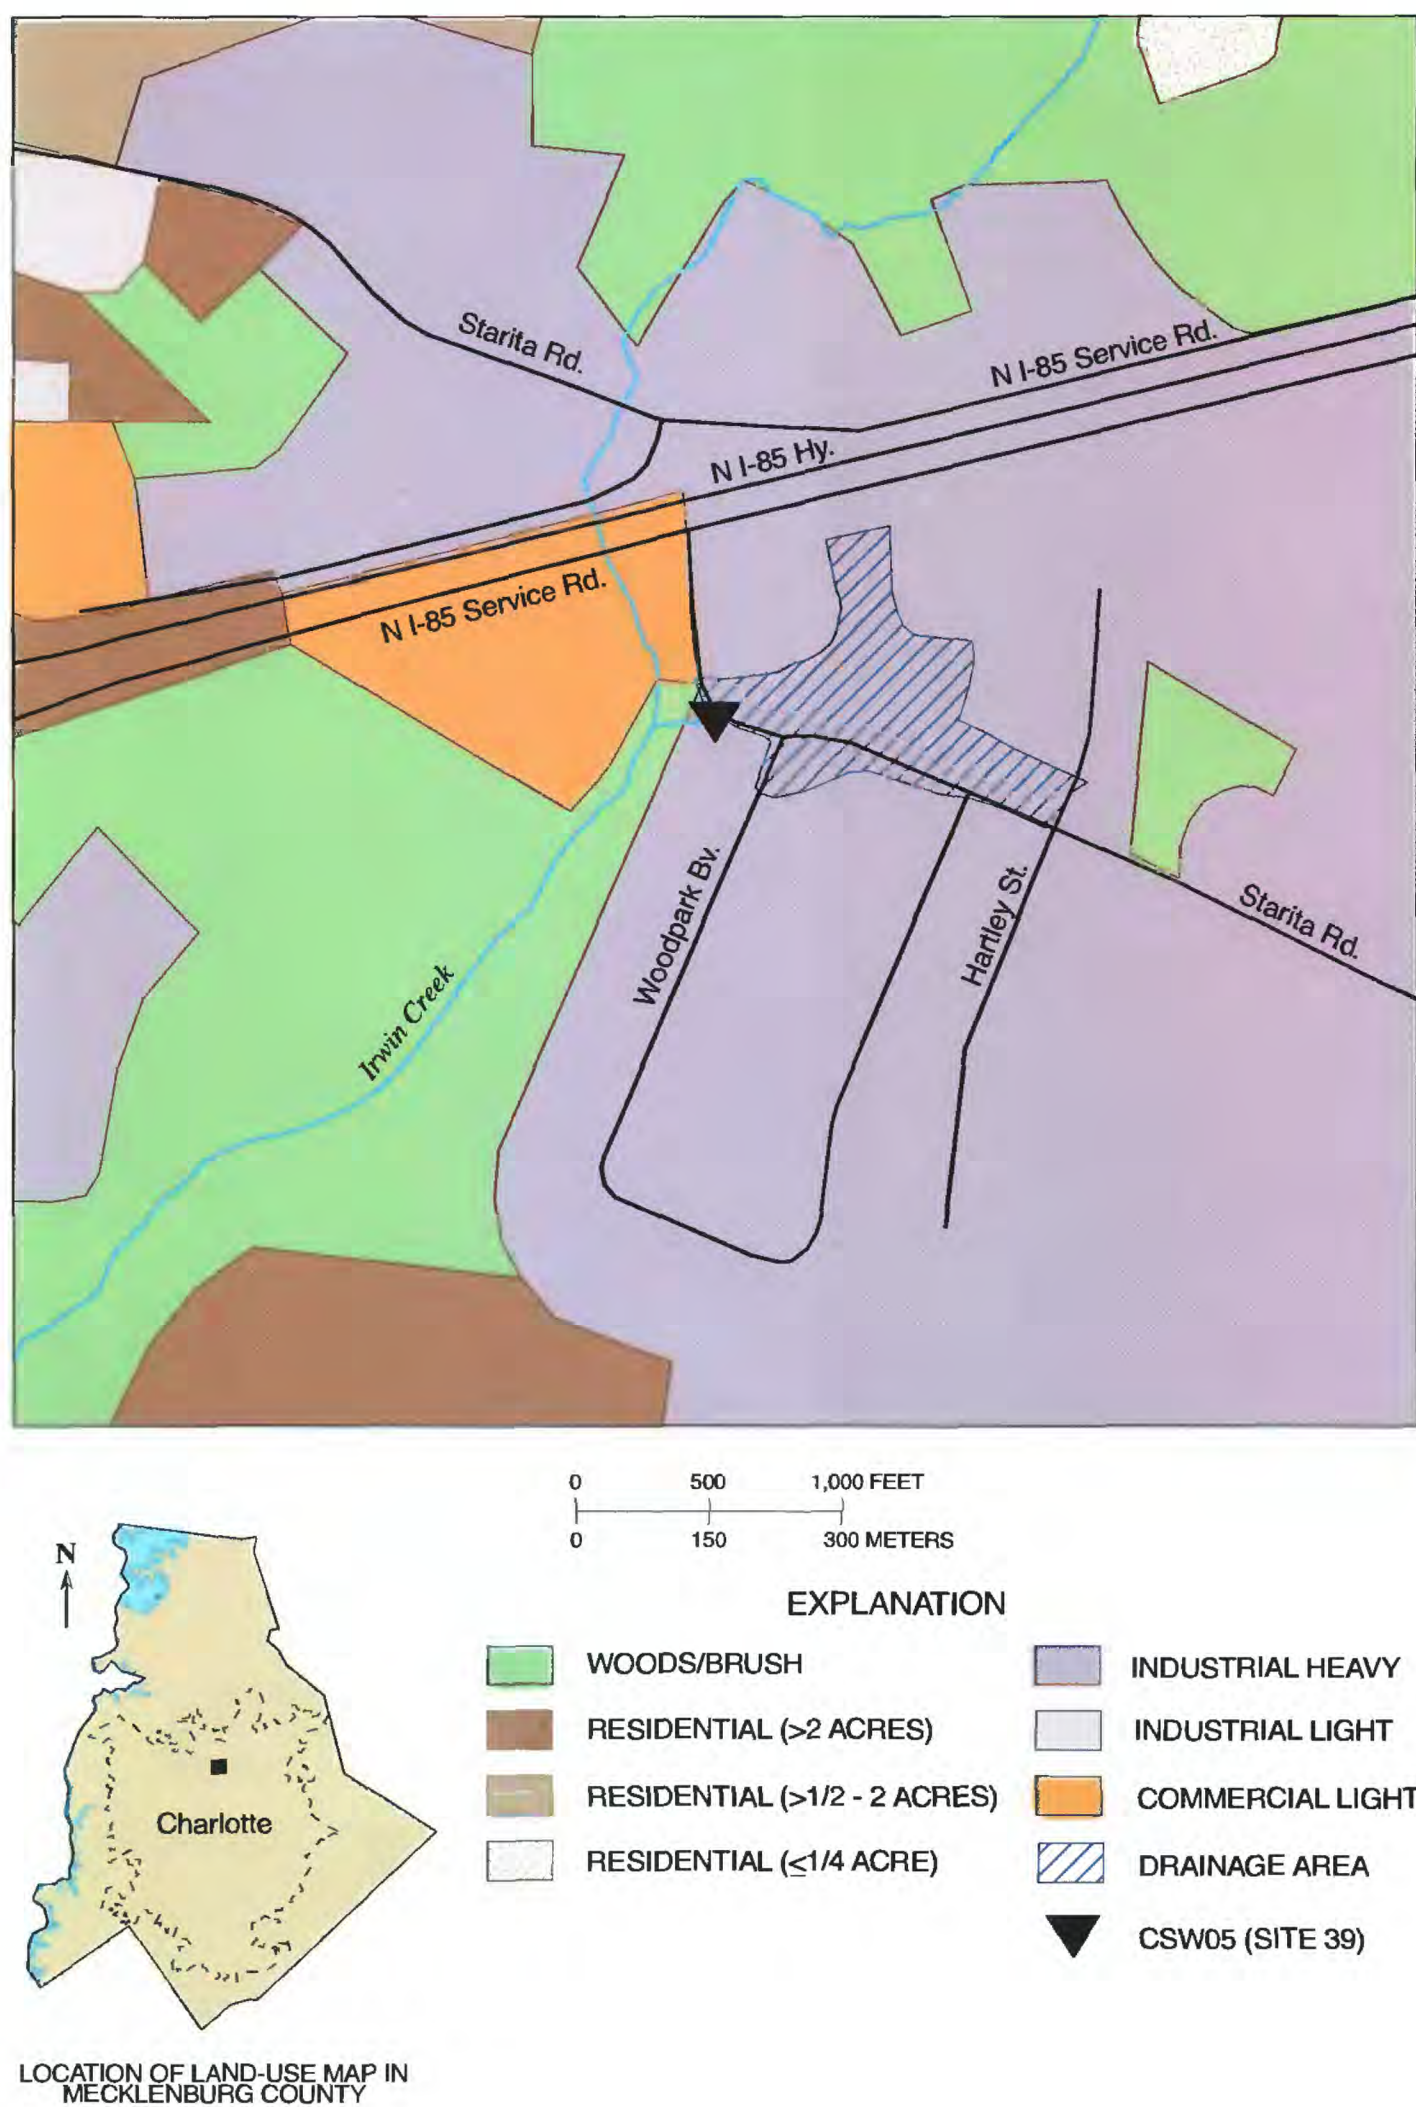 Starita Rd.
N I-85 Service Rd.
N I-85 Hy.
N I-85 Service Rd.
Woodpark Bv.
Hartley St.
Starita Rd.
Irwin Creek
0 500 1,000 FEET
0 150 300 METERS
N
Charlotte
LOCATION OF LAND-USE MAP IN
MECKLENBURG COUNTY
EXPLANATION
WOODS/BRUSH
RESIDENTIAL (>2 ACRES)
RESIDENTIAL (>1/2 - 2 ACRES)
RESIDENTIAL (≤1/4 ACRE)
INDUSTRIAL HEAVY
INDUSTRIAL LIGHT
COMMERCIAL LIGHT
DRAINAGE AREA
CSW05 (SITE 39)